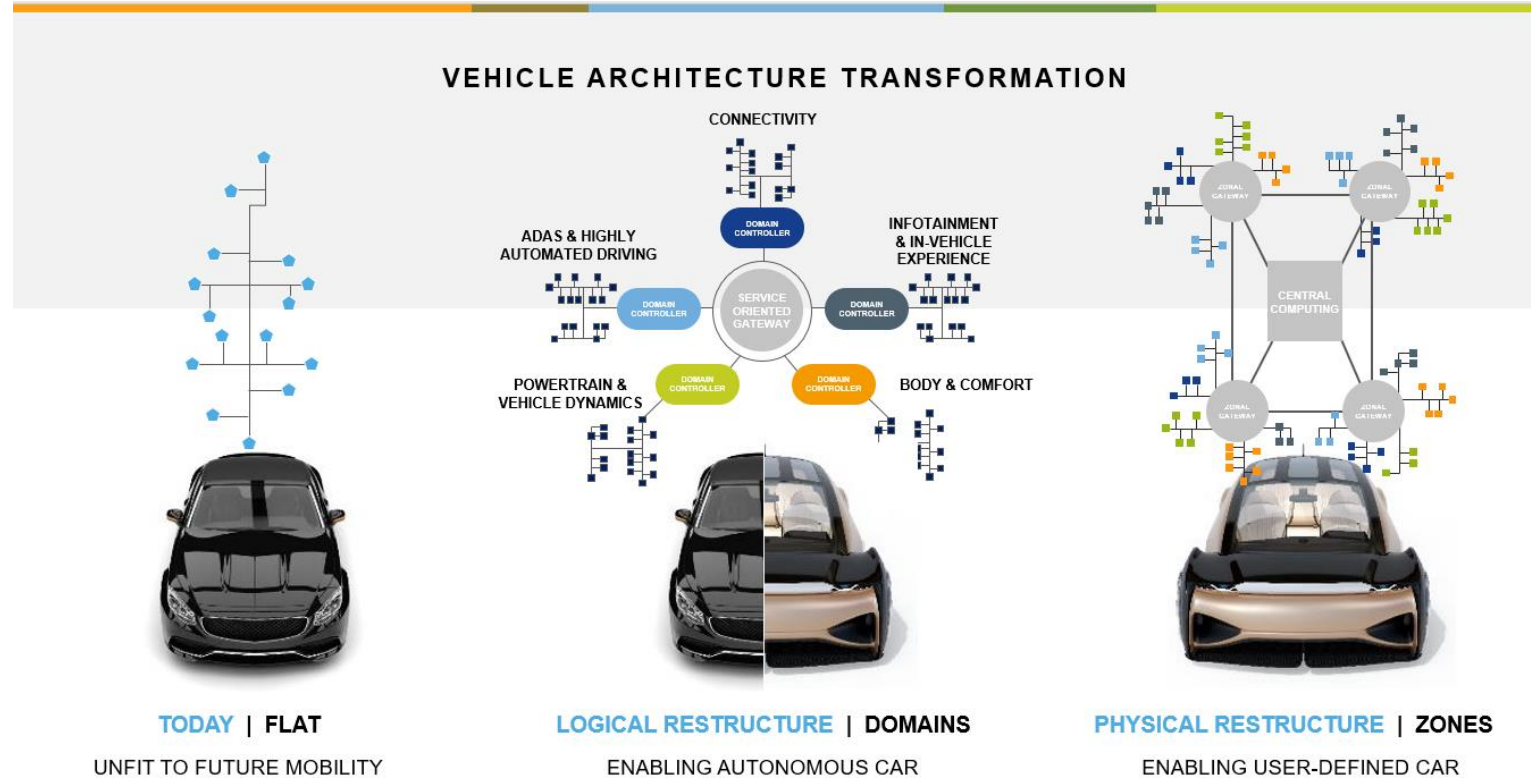 VEHICLE ARCHITECTURE TRANSFORMATION
CONNECTIVITY
DOMAIN
CONTROLLER
ADAS & HIGHLY
AUTOMATED DRIVING
DOMAIN
CONTROLLER
SERVICE
ORIENTED
GATEWAY
DOMAIN
CONTROLLER
INFOTAINMENT
& IN-VEHICLE
EXPERIENCE
POWERTRAIN &
VEHICLE DYNAMICS
DOMAIN
CONTROLLER
DOMAIN
CONTROLLER
BODY & COMFORT
ZONAL
GATEWAY
ZONAL
GATEWAY
CENTRAL
COMPUTING
ZONAL
GATEWAY
ZONAL
GATEWAY
TODAY | FLAT
UNFIT TO FUTURE MOBILITY
LOGICAL RESTRUCTURE | DOMAINS
ENABLING AUTONOMOUS CAR
PHYSICAL RESTRUCTURE | ZONES
ENABLING USER-DEFINED CAR